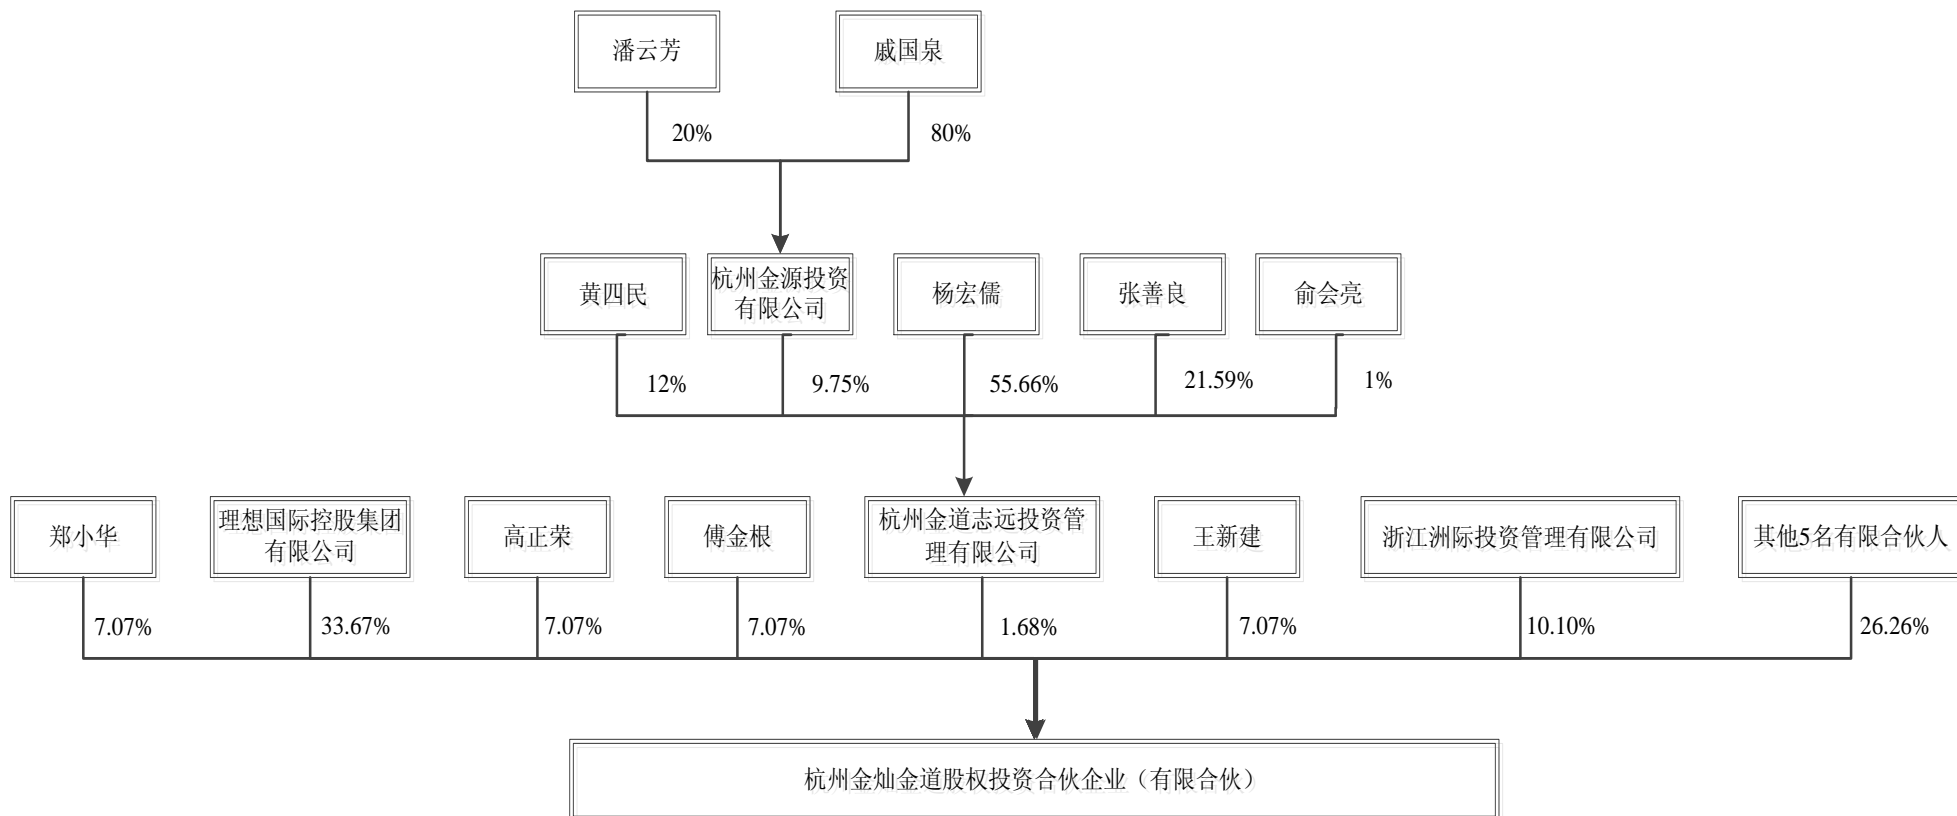 潘云芳
戚国泉
20%
80%
黄四民
杭州金源投资
有限公司
杨宏儒
张善良
俞会亮
12%
9.75%
55.66%
21.59%
1%
郑小华
理想国际控股集团
有限公司
高正荣
傅金根
杭州金道志远投资管
理有限公司
王新建
浙江洲际投资管理有限公司
其他5名有限合伙人
7.07%
33.67%
7.07%
7.07%
1.68%
7.07%
10.10%
26.26%
杭州金灿金道股权投资合伙企业（有限合伙）